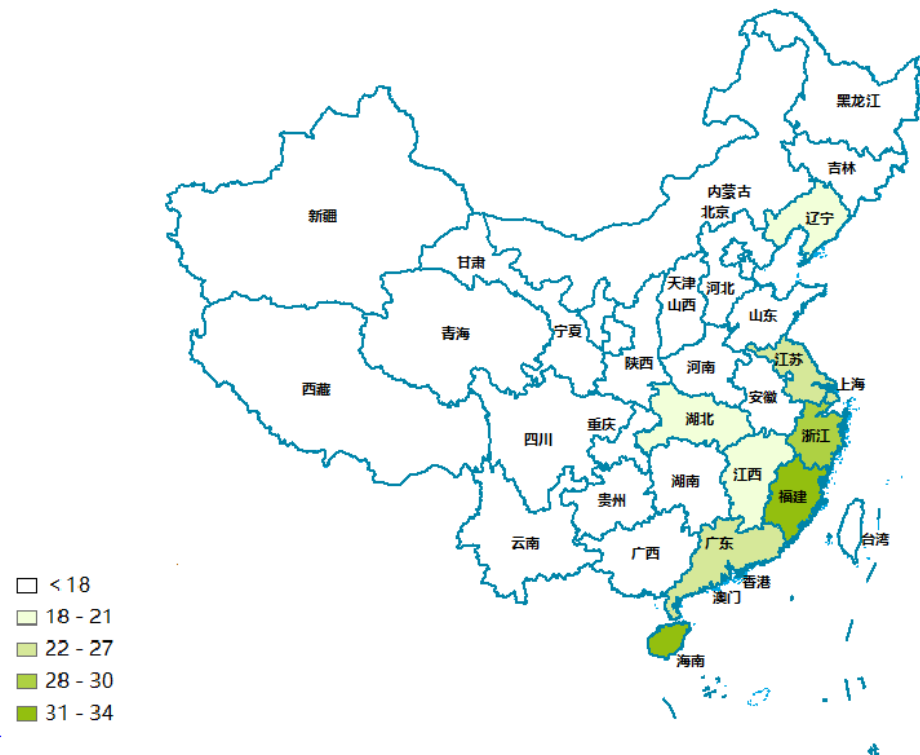 黑龙江
吉林
内蒙古
北京
辽宁
新疆
甘肃
天津
河北
山西
山东
宁夏
青海
陕西
河南
江苏
上海
安徽
西藏
重庆
湖北
浙江
四川
江西
湖南
福建
贵州
云南
广西
广东
台湾
香港
澳门
海南
< 18
18 - 21
22 - 27
28 - 30
31 - 34